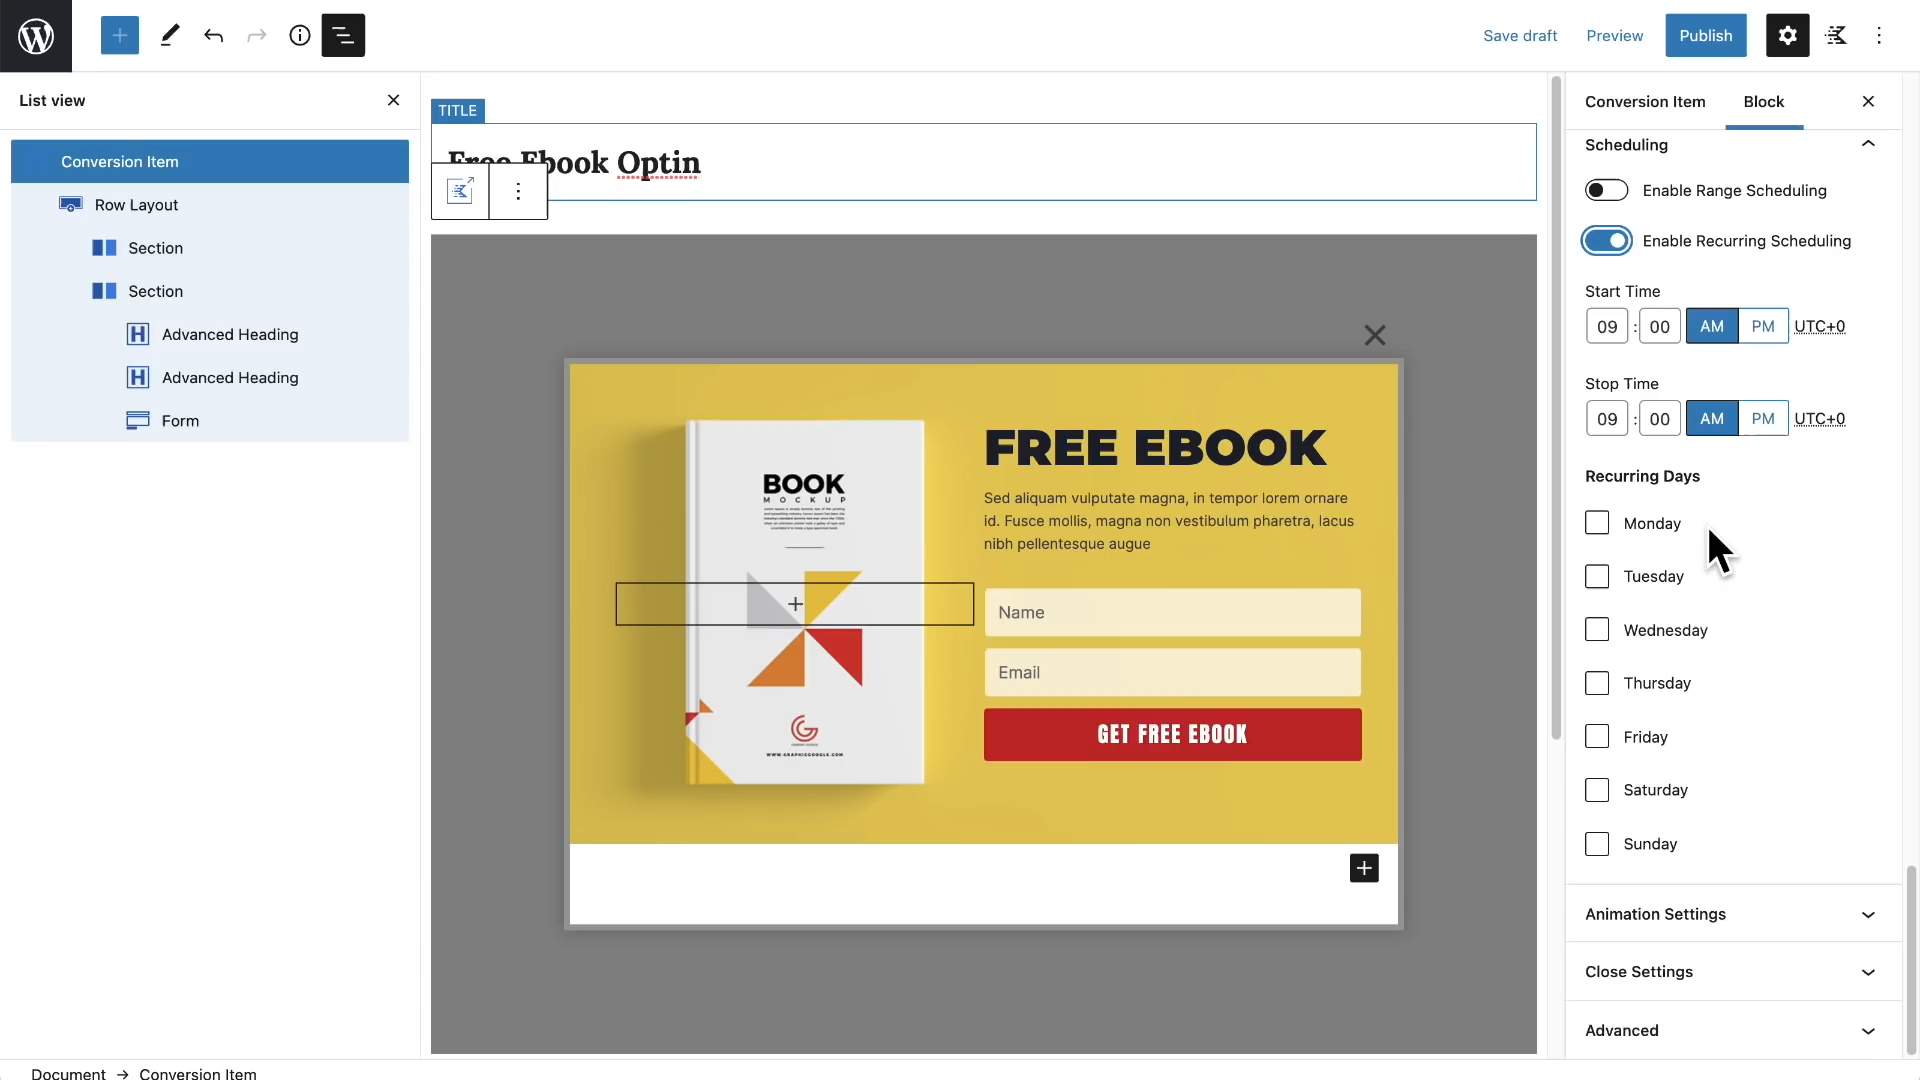 Save draft
Preview
Publish
List view
Conversion Item
Row Layout
Section
Section
Advanced Heading
Advanced Heading
Form
TITLE
Free Ebook Optin
BOOK
MOCKUP
WWW.GRAPHICGOOGLE.COM
FREE EBOOK
Sed aliquam vulputate magna, in tempor lorem ornare
id. Fusce mollis, magna non vestibulum pharetra, lacus
nibh pellentesque augue
Name
Email
GET FREE EBOOK
Conversion Item
Block
Scheduling
Enable Range Scheduling
Enable Recurring Scheduling
Start Time
09 : 00 AM PM UTC+0
Stop Time
09 : 00 AM PM UTC+0
Recurring Days
Monday
Tuesday
Wednesday
Thursday
Friday
Saturday
Sunday
Animation Settings
Close Settings
Advanced
Document → Conversion Item